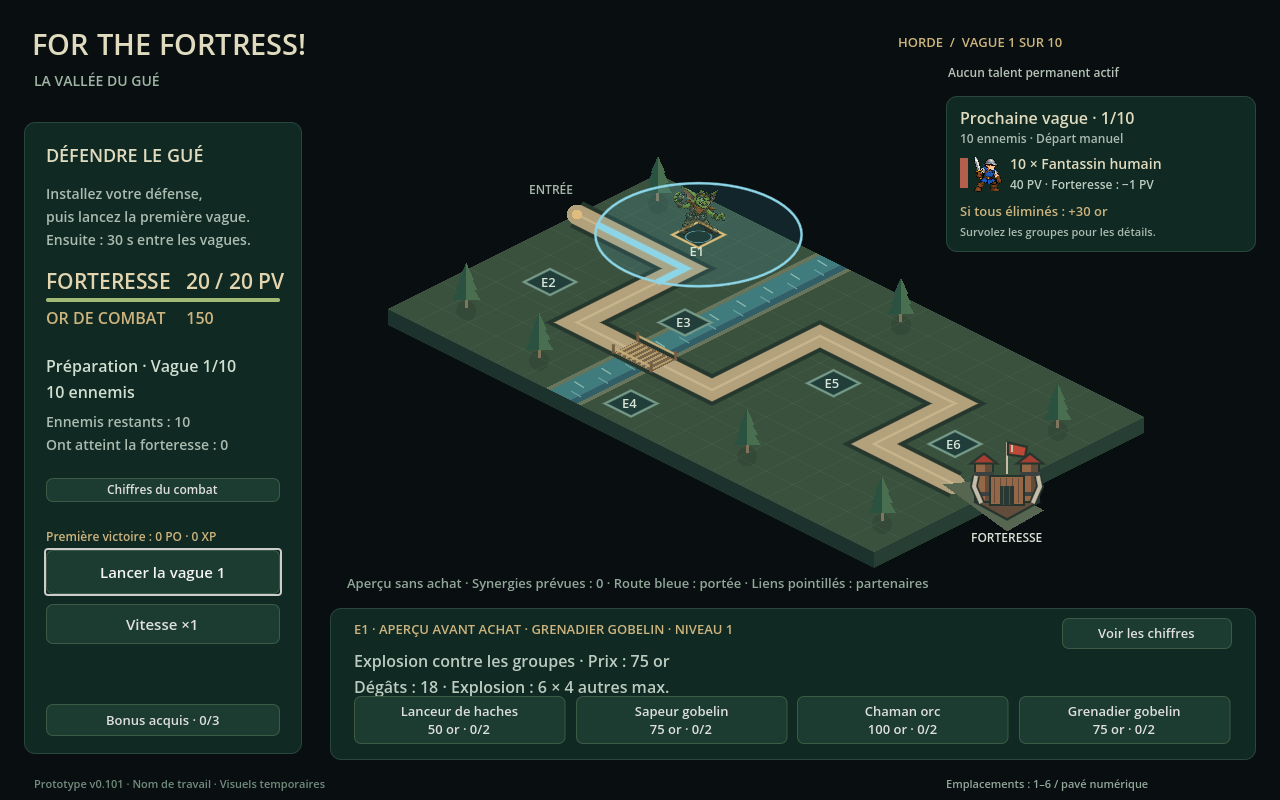 FOR THE FORTRESS!
LA VALLÉE DU GUÉ
HORDE / VAGUE 1 SUR 10
Aucun talent permanent actif
Prochaine vague · 1/10
10 ennemis · Départ manuel
10 × Fantassin humain
40 PV · Forteresse : −1 PV
Si tous éliminés : +30 or
Survolez les groupes pour les détails.
DÉFENDRE LE GUÉ
Installez votre défense,
puis lancez la première vague.
Ensuite : 30 s entre les vagues.
FORTERESSE 20 / 20 PV
OR DE COMBAT 150
Préparation · Vague 1/10
10 ennemis
Ennemis restants : 10
Ont atteint la forteresse : 0
Chiffres du combat
Première victoire : 0 PO · 0 XP
Lancer la vague 1
Vitesse ×1
Bonus acquis · 0/3
ENTRÉE
E1
E2
E3
E4
E5
E6
FORTERESSE
Aperçu sans achat · Synergies prévues : 0 · Route bleue : portée · Liens pointillés : partenaires
E1 · APERÇU AVANT ACHAT · GRENADIER GOBELIN · NIVEAU 1
Voir les chiffres
Explosion contre les groupes · Prix : 75 or
Dégâts : 18 · Explosion : 6 × 4 autres max.
Lanceur de haches
50 or · 0/2
Sapeur gobelin
75 or · 0/2
Chaman orc
100 or · 0/2
Grenadier gobelin
75 or · 0/2
Prototype v0.101 · Nom de travail · Visuels temporaires
Emplacements : 1–6 / pavé numérique